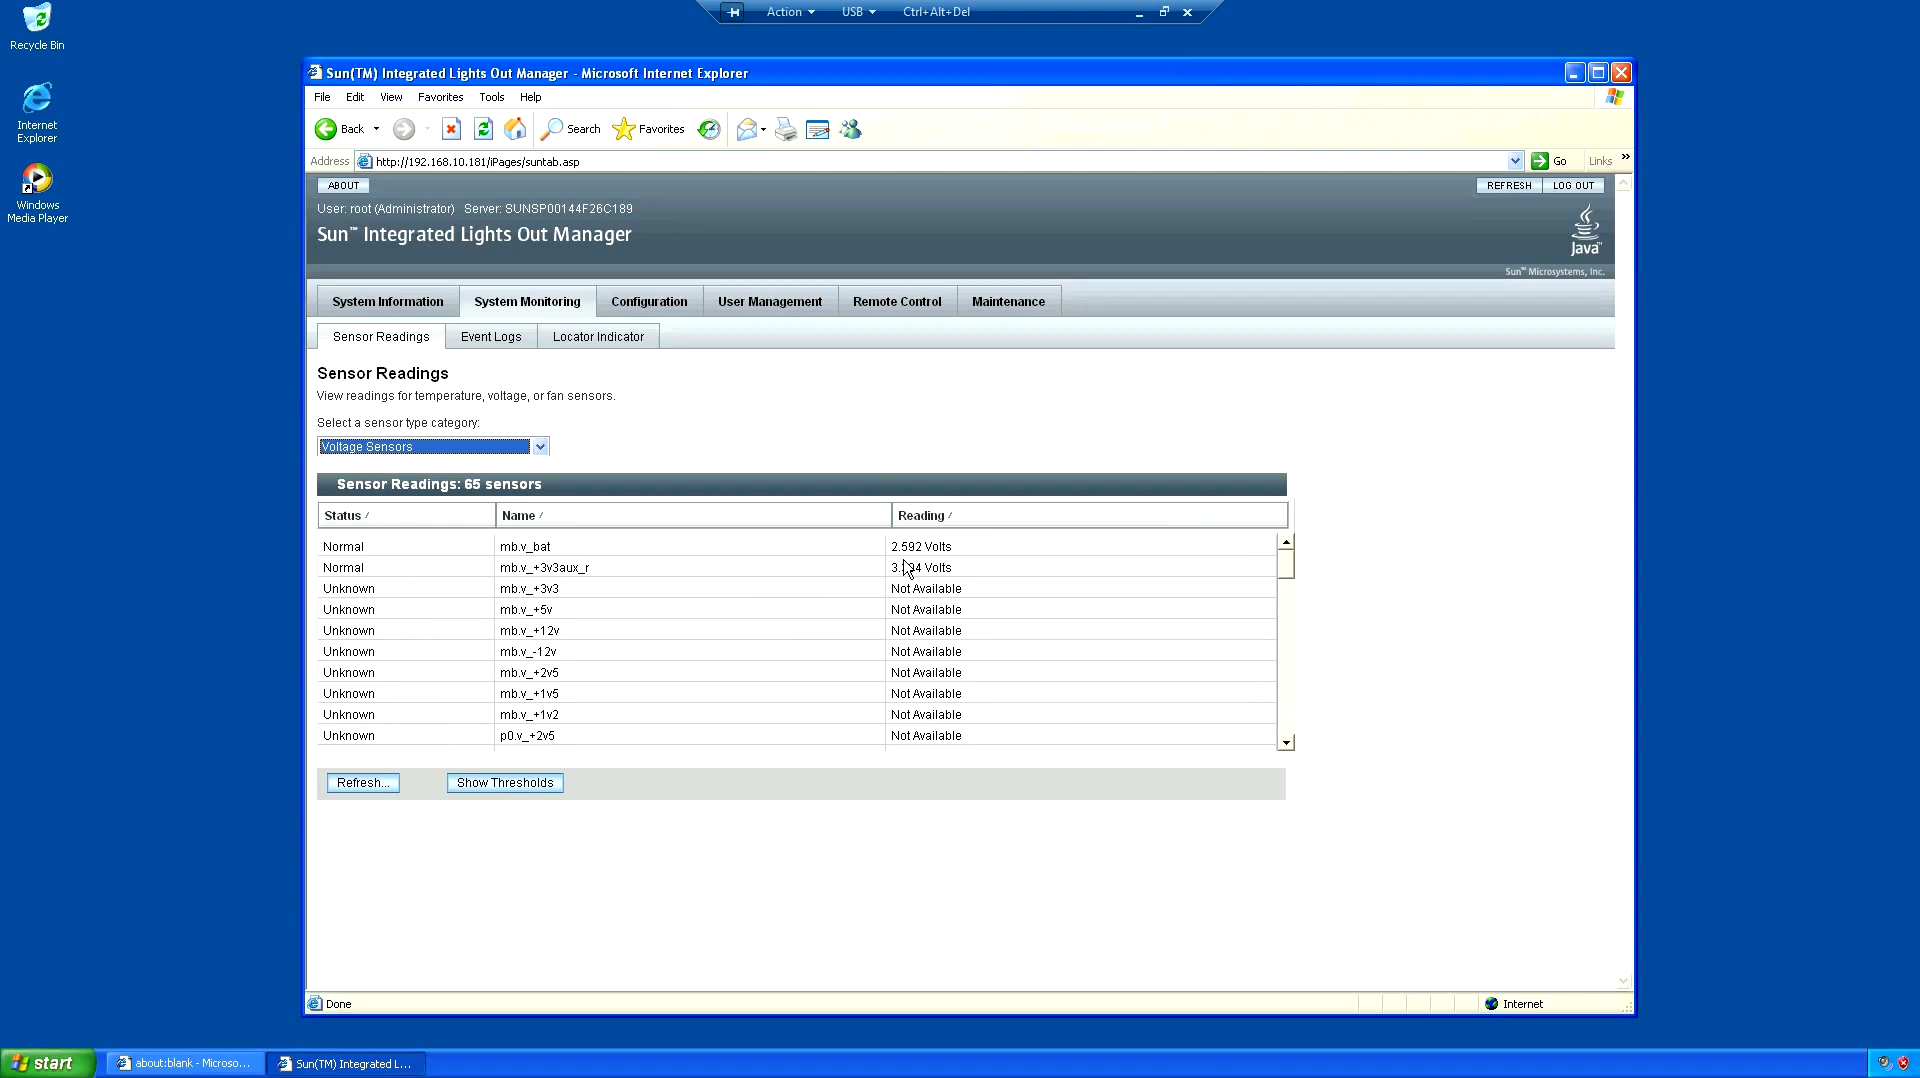 Action USB Ctrl+Alt+Del
Recycle Bin
Internet
Explorer
Windows
Media Player
Sun(TM) Integrated Lights Out Manager - Microsoft Internet Explorer
File Edit View Favorites Tools Help
Back Search Favorites
Address http://192.168.10.181/iPages/suntab.asp Go Links »
ABOUT REFRESH LOG OUT
User: root (Administrator) Server: SUNSP00144F26C189
Sun™ Integrated Lights Out Manager
Java™
Sun™ Microsystems, Inc.
System Information System Monitoring Configuration User Management Remote Control Maintenance
Sensor Readings Event Logs Locator Indicator
Sensor Readings
View readings for temperature, voltage, or fan sensors.
Select a sensor type category:
Voltage Sensors
Sensor Readings: 65 sensors
Status Name Reading
Normal mb.v_bat 2.592 Volts
Normal mb.v_+3v3aux_r Volts
Unknown mb.v_+3v3 Not Available
Unknown mb.v_+5v Not Available
Unknown mb.v_+12v Not Available
Unknown mb.v_-12v Not Available
Unknown mb.v_+2v5 Not Available
Unknown mb.v_+1v5 Not Available
Unknown mb.v_+1v2 Not Available
Unknown p0.v_+2v5 Not Available
Refresh... Show Thresholds
Done Internet
start about:blank - Microso... Sun(TM) Integrated L...